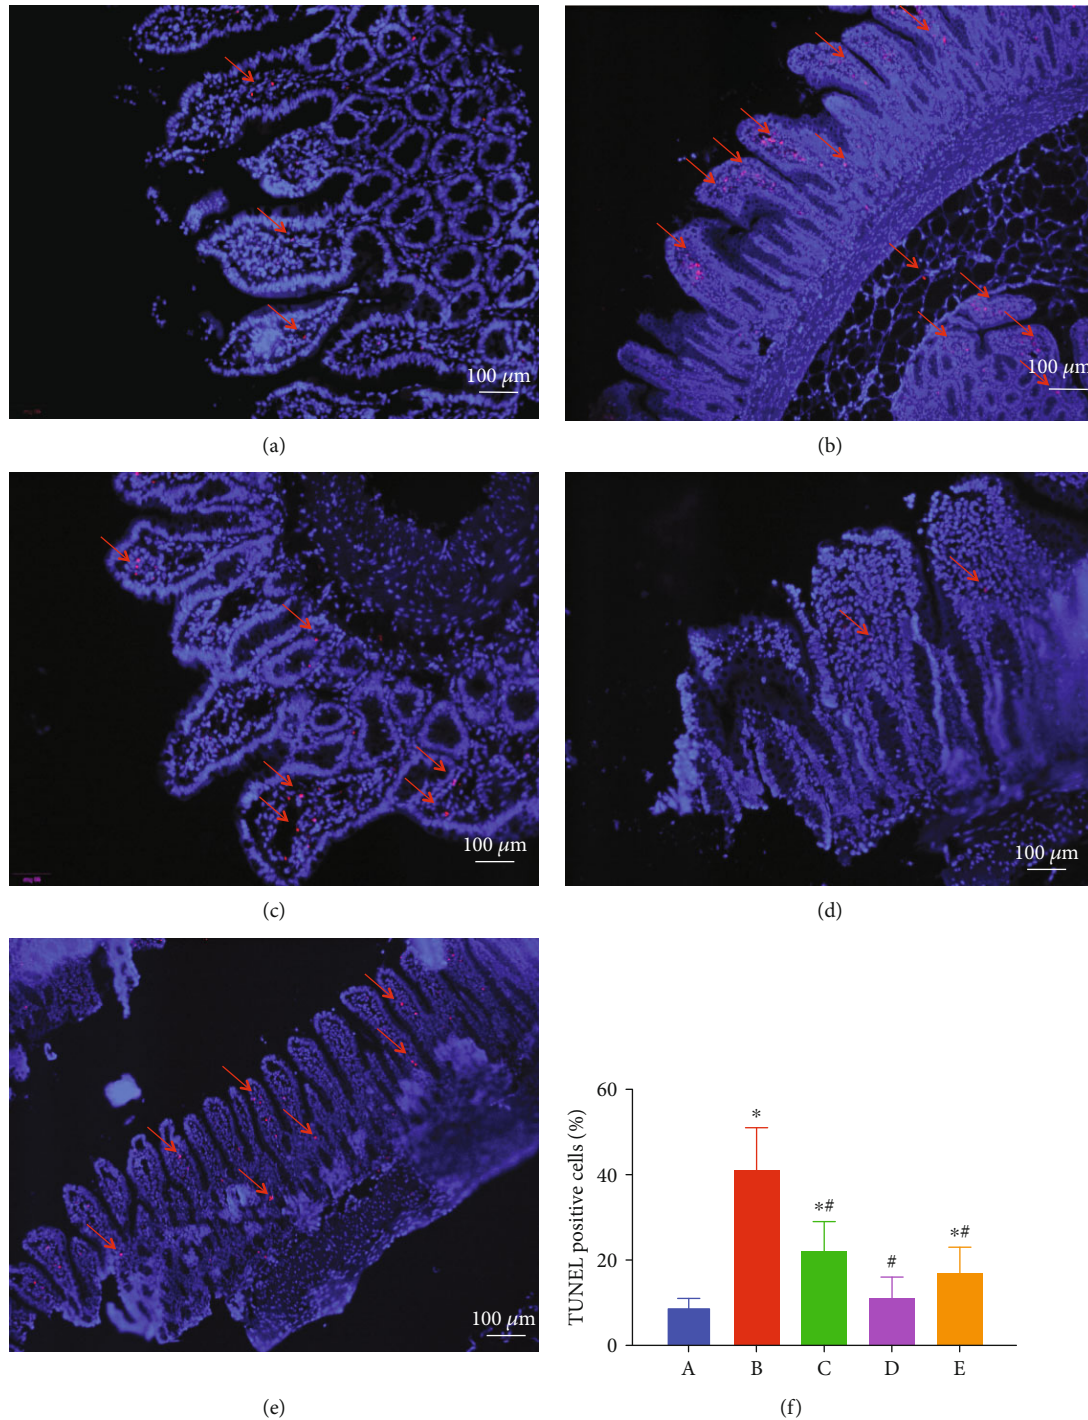 100 μm
100 μm
(a)
(b)
100 μm
100 μm
(c)
(d)
100 μm
TUNEL positive cells (%)
60
40
20
0
*
*#
#
*#
A B C D E
(e)
(f)